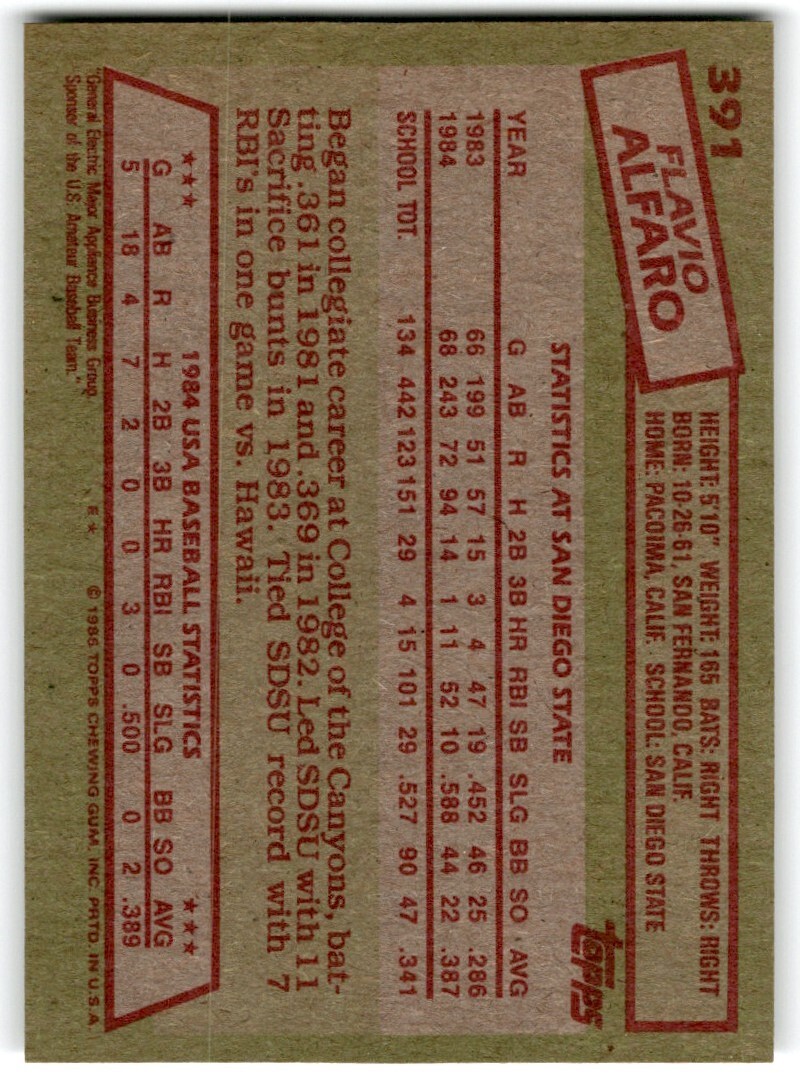 391
FLAVIO
ALFARO
HEIGHT: 5'10" WEIGHT: 165 BATS: RIGHT THROWS: RIGHT
BORN: 10-26-61, SAN FERNANDO, CALIF.
HOME: PACOIMA, CALIF. SCHOOL: SAN DIEGO STATE
topps
STATISTICS AT SAN DIEGO STATE
YEAR G AB R H 2B 3B HR RBI SB SLG BB SO AVG
1983 66 199 51 57 15 3 4 47 19 .452 46 25 .286
1984 68 243 72 94 14 1 11 52 10 .588 44 22 .387
SCHOOL TOT. 134 442 123 151 29 4 15 101 29 .527 90 47 .341
Began collegiate career at College of the Canyons, bat-
ting .361 in 1981 and .369 in 1982. Led SDSU with 11
Sacrifice bunts in 1983. Tied SDSU record with 7
RBI's in one game vs. Hawaii.
★★★ 1984 USA BASEBALL STATISTICS ★★★
G AB R H 2B 3B HR RBI SB SLG BB SO AVG
5 18 4 7 2 0 0 3 0 .500 0 2 .389
"General Electric Major Appliance Business Group,
Sponsor of the U.S. Amateur Baseball Team."
E★ © 1985 TOPPS CHEWING GUM, INC. PRTD. IN U.S.A.